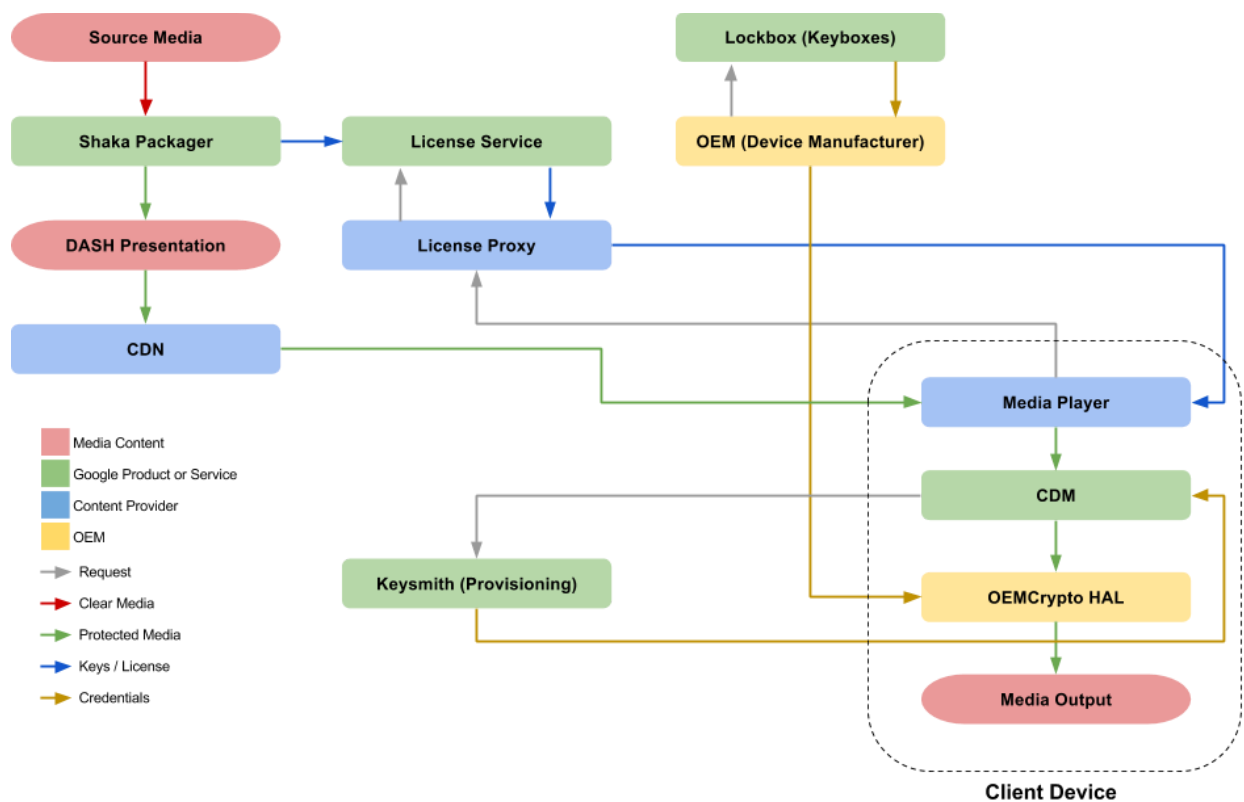 Source Media
Lockbox (Keyboxes)
Shaka Packager
License Service
OEM (Device Manufacturer)
DASH Presentation
License Proxy
CDN
Media Player
Media Content
Google Product or Service
Content Provider
OEM
Request
Clear Media
Protected Media
Keys / License
Credentials
CDM
Keysmith (Provisioning)
OEMCrypto HAL
Media Output
Client Device